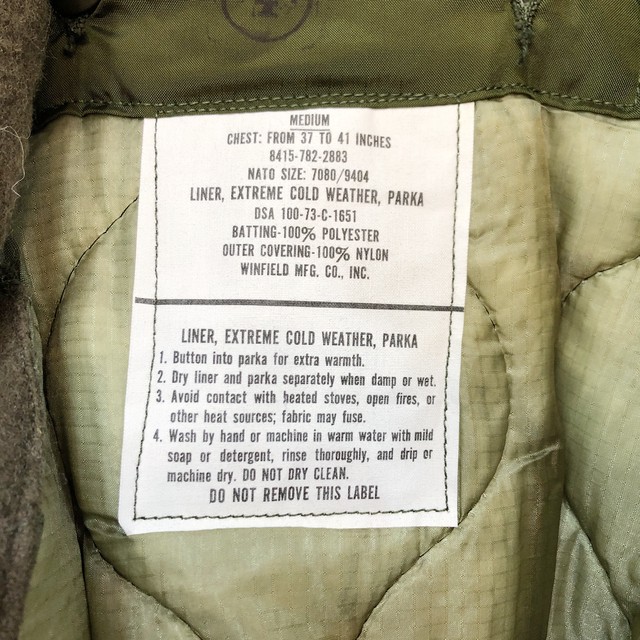 MEDIUM
CHEST: FROM 37 TO 41 INCHES
8415-782-2883
NATO SIZE: 7080/9404
LINER, EXTREME COLD WEATHER, PARKA
DSA 100-73-C-1651
BATTING-100% POLYESTER
OUTER COVERING-100% NYLON
WINFIELD MFG. CO., INC.
LINER, EXTREME COLD WEATHER, PARKA
1. Button into parka for extra warmth.
2. Dry liner and parka separately when damp or wet.
3. Avoid contact with heated stoves, open fires, or
other heat sources; fabric may fuse.
4. Wash by hand or machine in warm water with mild
soap or detergent, rinse thoroughly, and drip or
machine dry. DO NOT DRY CLEAN.
DO NOT REMOVE THIS LABEL